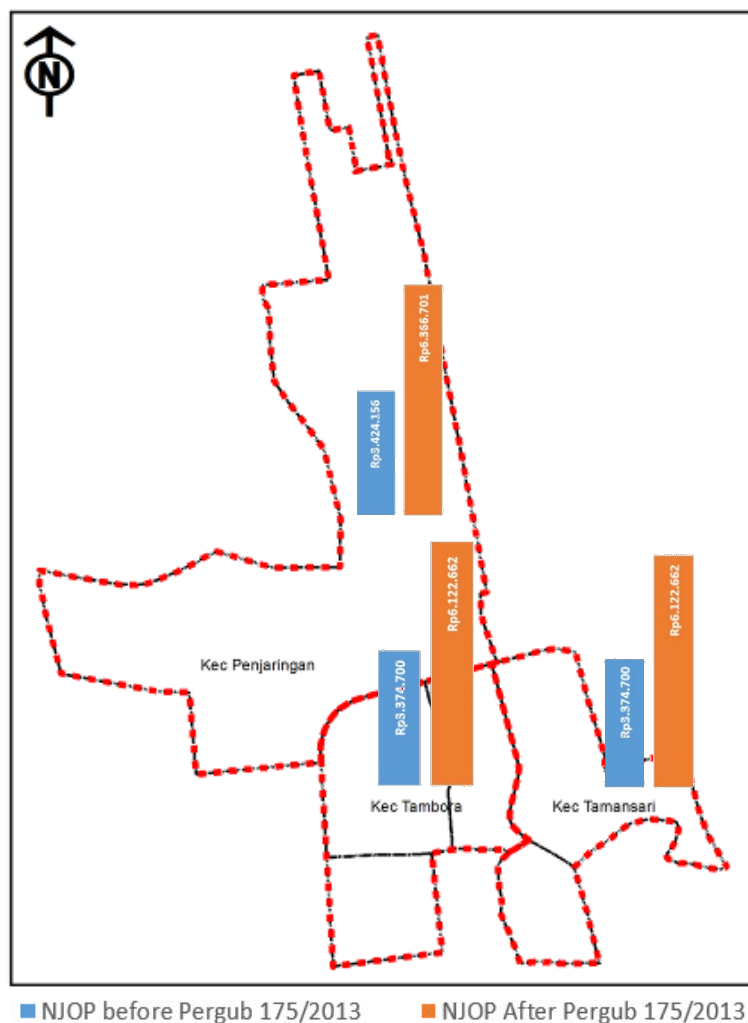 N
Rp3.424.156
Rp6.366.701
Kec Penjaringan
Rp3.374.700
Rp6.122.662
Kec Tambora
Rp3.374.700
Rp6.122.662
Kec Tamansari
NJOP before Pergub 175/2013
NJOP After Pergub 175/2013